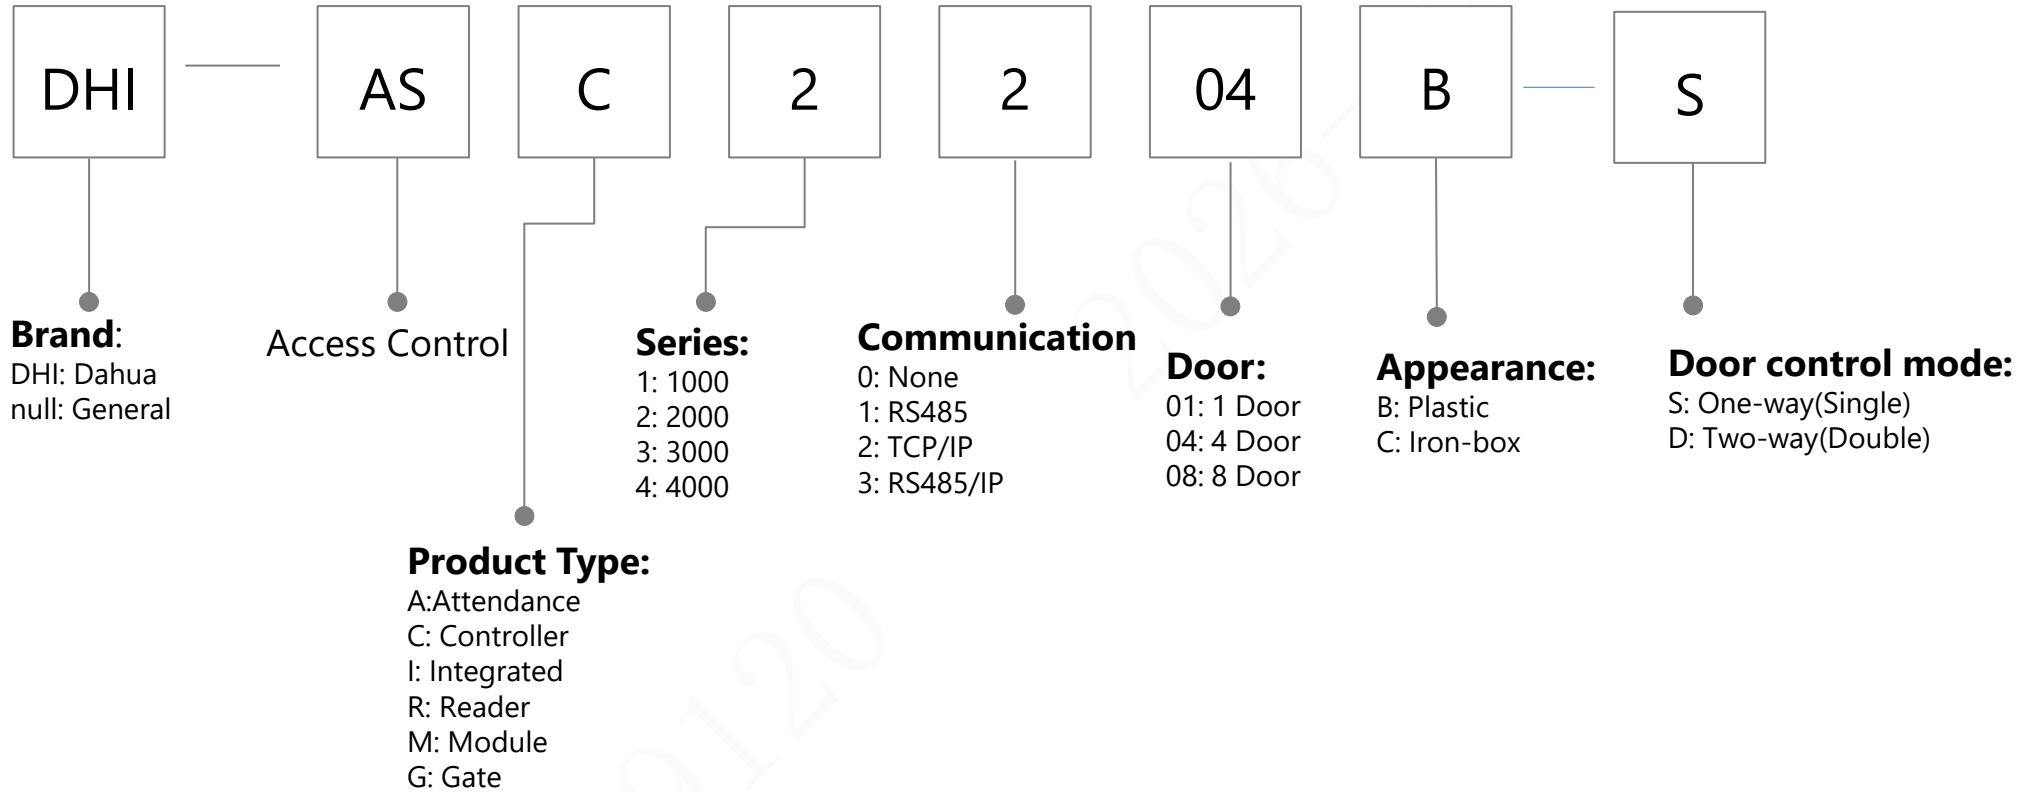 DHI
AS
C
2
2
04
B
S
Brand:
DHI: Dahua
null: General
Access Control
Product Type:
A:Attendance
C: Controller
I: Integrated
R: Reader
M: Module
G: Gate
Series:
1: 1000
2: 2000
3: 3000
4: 4000
Communication
0: None
1: RS485
2: TCP/IP
3: RS485/IP
Door:
01: 1 Door
04: 4 Door
08: 8 Door
Appearance:
B: Plastic
C: Iron-box
Door control mode:
S: One-way(Single)
D: Two-way(Double)